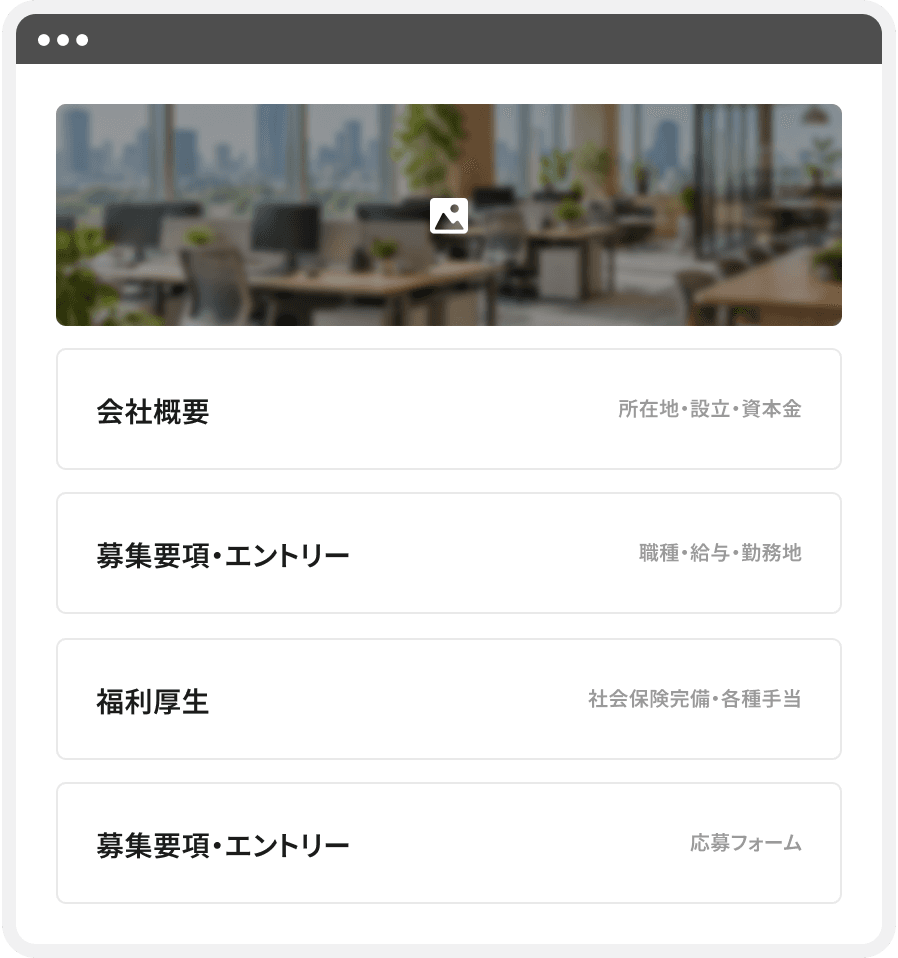 会社概要
所在地・設立・資本金
募集要項・エントリー
職種・給与・勤務地
福利厚生
社会保険完備・各種手当
募集要項・エントリー
応募フォーム